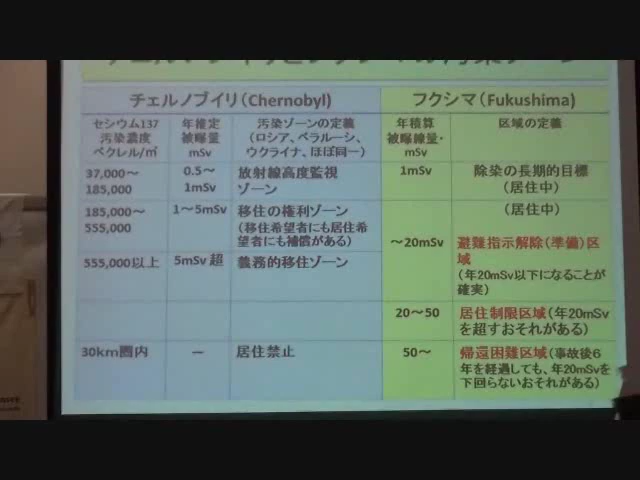 チェルノブイリ(Chernobyl)
フクシマ(Fukushima)
セシウム137
汚染濃度
ベクレル/㎡
年推定
被曝量
mSv
汚染ゾーンの定義
(ロシア、ベラルーシ、
ウクライナ、ほぼ同一)
年積算
被曝線量・
mSv
区域の定義
37,000〜
185,000
0.5〜
1mSv
放射線高度監視
ゾーン
1mSv
除染の長期的目標
(居住中)
185,000〜
555,000
1〜5mSv
移住の権利ゾーン
(移住希望者にも居住希
望者にも補償がある)
〜20mSv
(居住中)
避難指示解除(準備)区
域
(年20mSv以下になることが
確実)
555,000以上
5mSv 超
義務的移住ゾーン
20〜50
居住制限区域(年20mSv
を超すおそれがある)
30km圏内
―
居住禁止
50〜
帰還困難区域(事故後6
年を経過しても、年20mSvを
下回らないおそれがある)